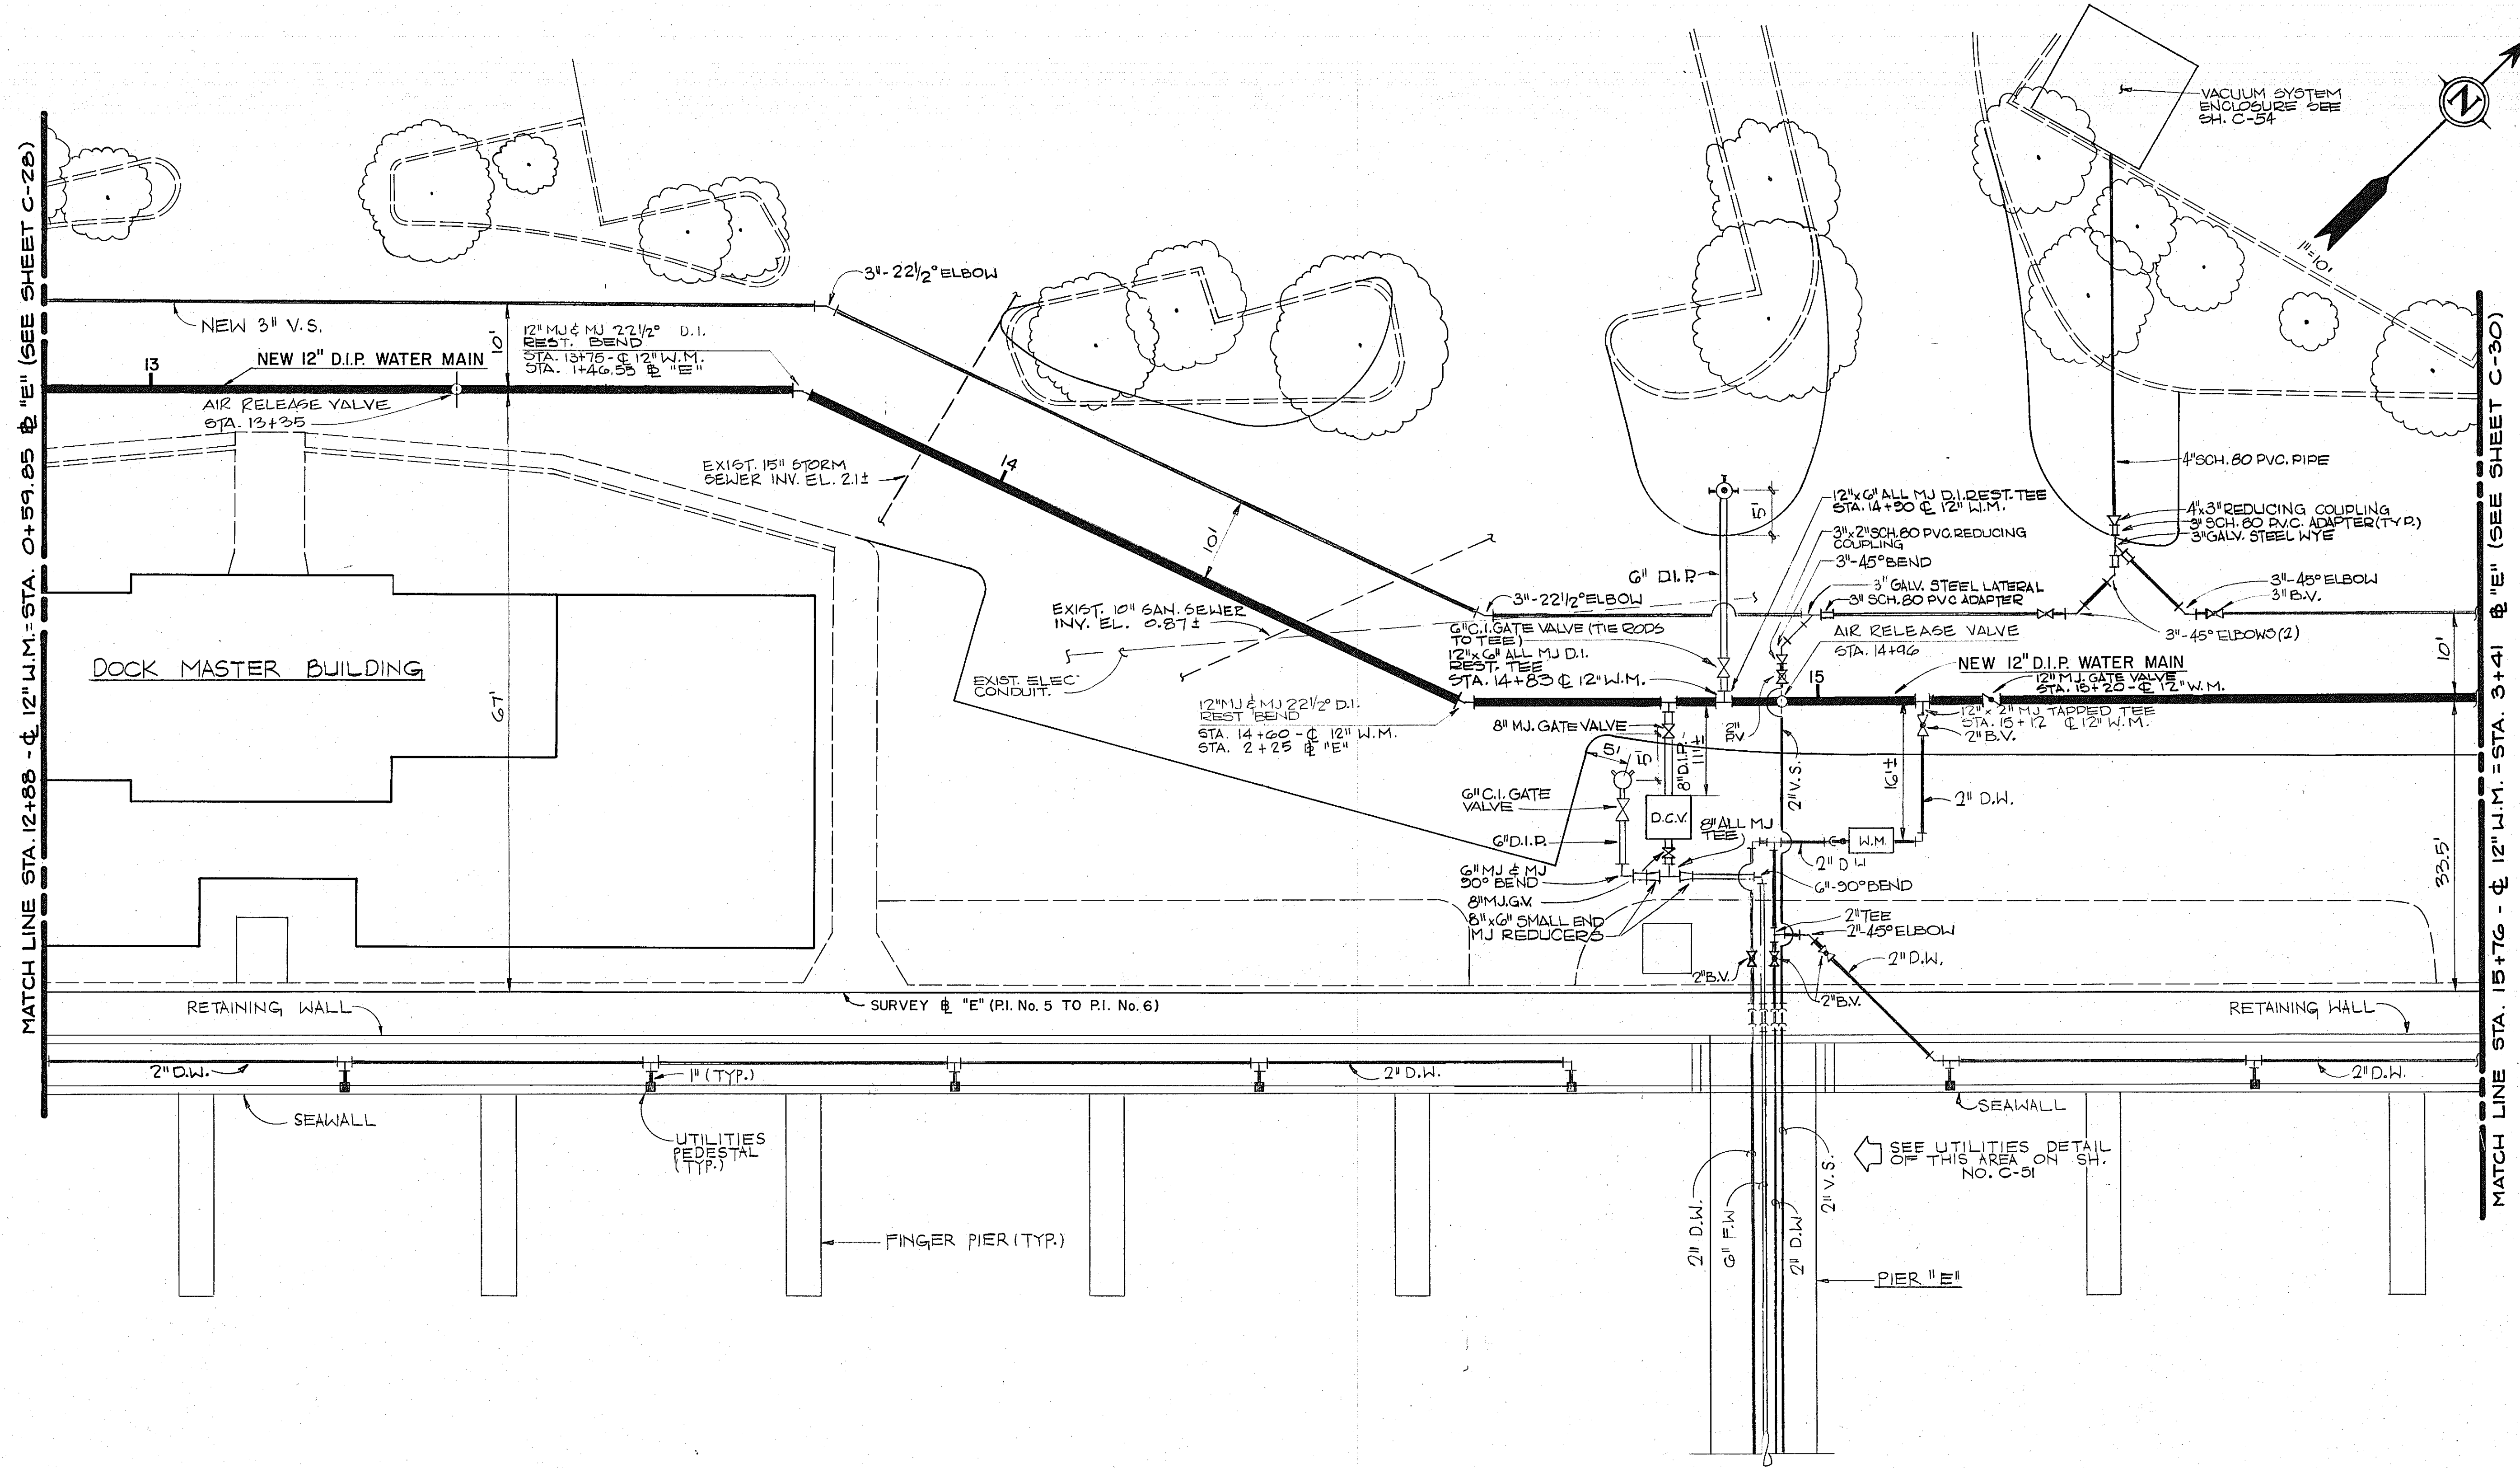 MATCH LINE STA. 12+88 - ℄ 12" W.M. = STA. 0+59.85 ⅊ "E" (SEE SHEET C-28)
3"-22 1/2° ELBOW
NEW 3" V.S.
10'
12" MJ & MJ 22 1/2° D.I.
REST. BEND
STA. 13+75 - ℄ 12" W.M.
STA. 1+46.53 ⅊ "E"
13
NEW 12" D.I.P. WATER MAIN
AIR RELEASE VALVE
STA. 13+35
EXIST. 15" STORM
SEWER INV. EL. 2.1±
14
10'
67'
DOCK MASTER BUILDING
EXIST. 10" SAN. SEWER
INV. EL. 0.87±
EXIST. ELEC
CONDUIT.
12" MJ & MJ 22 1/2° D.I.
REST BEND
STA. 14+60 - ℄ 12" W.M.
STA. 2+25 ⅊ "E"
VACUUM SYSTEM
ENCLOSURE SEE
SH. C-54
N
1"=10'
4" SCH. 80 PVC. PIPE
4"x3" REDUCING COUPLING
3" SCH. 80 P.V.C. ADAPTER (TYP.)
3" GALV. STEEL WYE
3"-45° ELBOW
3" B.V.
3"-45° ELBOWS (2)
12"x6" ALL MJ D.I. REST. TEE
STA. 14+90 ℄ 12" W.M.
5'
3"x2" SCH. 80 PVC. REDUCING
COUPLING
3"-45° BEND
3" GALV. STEEL LATERAL
3" SCH. 80 PVC ADAPTER
6" D.I.P.
3"-22 1/2° ELBOW
6" C.I. GATE VALVE (TIE RODS
TO TEE)
12"x6" ALL MJ D.I.
REST. TEE
STA. 14+83 ℄ 12" W.M.
AIR RELEASE VALVE
STA. 14+96
15
NEW 12" D.I.P. WATER MAIN
12" MJ. GATE VALVE
STA. 15+20 - ℄ 12" W.M.
12"x2" MJ TAPPED TEE
STA. 15+12 ℄ 12" W.M.
2" B.V.
10'
8" MJ. GATE VALVE
5'
15'
8" D.I.P.
11'±
2"
2" V.S.
16'±
2" D.W.
6" C.I. GATE
VALVE
D.C.V.
8" ALL MJ
TEE
W.M.
6" D.I.P.
2" D W
6" MJ & MJ
90° BEND
6"-90° BEND
8" MJ. G.V.
8"x6" SMALL END
MJ REDUCERS
2" TEE
2"-45° ELBOW
2" D.W.
2" B.V.
2" B.V.
33.5'
RETAINING WALL
SURVEY ⅊ "E" (P.I. No. 5 TO P.I. No. 6)
RETAINING WALL
2" D.W.
1" (TYP.)
2" D.W.
2" D.W.
SEAWALL
UTILITIES
PEDESTAL
(TYP.)
SEAWALL
SEE UTILITIES DETAIL
OF THIS AREA ON SH.
NO. C-51
FINGER PIER (TYP.)
2" D.W.
6" F.W
2" D.W
2" V.S.
PIER "E"
MATCH LINE STA. 15+76 - ℄ 12" W.M. = STA. 3+41 ⅊ "E" (SEE SHEET C-30)